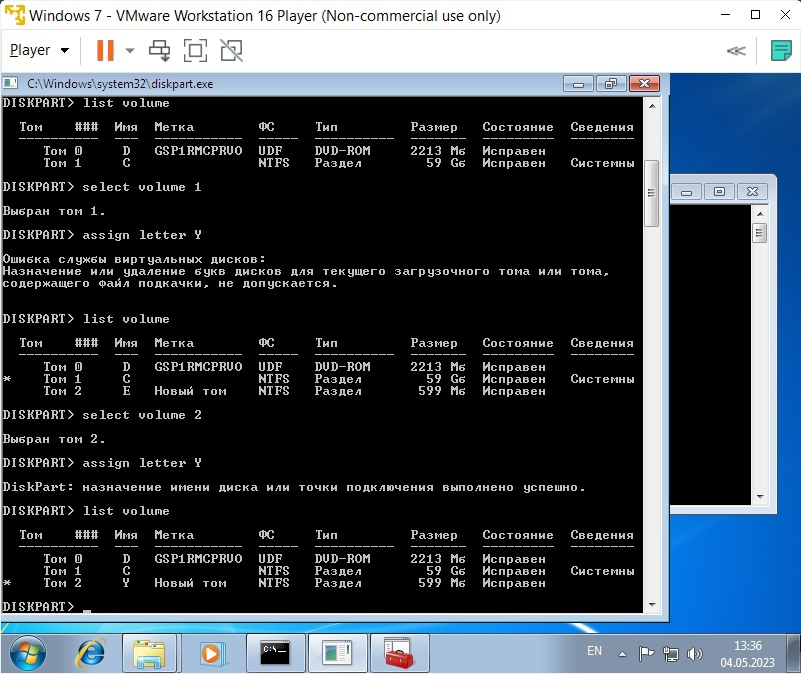 Windows 7 - VMware Workstation 16 Player (Non-commercial use only)
Player
C:\Windows\system32\diskpart.exe
DISKPART> list volume
Том ### Имя Метка ФС Тип Размер Состояние Сведения
Том 0 D GSP1RMCPRVO UDF DVD-ROM 2213 Мб Исправен
Том 1 C NTFS Раздел 59 Gб Исправен Системны
DISKPART> select volume 1
Выбран том 1.
DISKPART> assign letter Y
Ошибка службы виртуальных дисков:
Назначение или удаление букв дисков для текущего загрузочного тома или тома,
содержащего файл подкачки, не допускается.
DISKPART> list volume
Том ### Имя Метка ФС Тип Размер Состояние Сведения
Том 0 D GSP1RMCPRVO UDF DVD-ROM 2213 Мб Исправен
* Том 1 C NTFS Раздел 59 Gб Исправен Системны
Том 2 E Новый том NTFS Раздел 599 Мб Исправен
DISKPART> select volume 2
Выбран том 2.
DISKPART> assign letter Y
DiskPart: назначение имени диска или точки подключения выполнено успешно.
DISKPART> list volume
Том ### Имя Метка ФС Тип Размер Состояние Сведения
Том 0 D GSP1RMCPRVO UDF DVD-ROM 2213 Мб Исправен
Том 1 C NTFS Раздел 59 Gб Исправен Системны
* Том 2 Y Новый том NTFS Раздел 599 Мб Исправен
DISKPART> _
C:\_
EN
13:36
04.05.2023